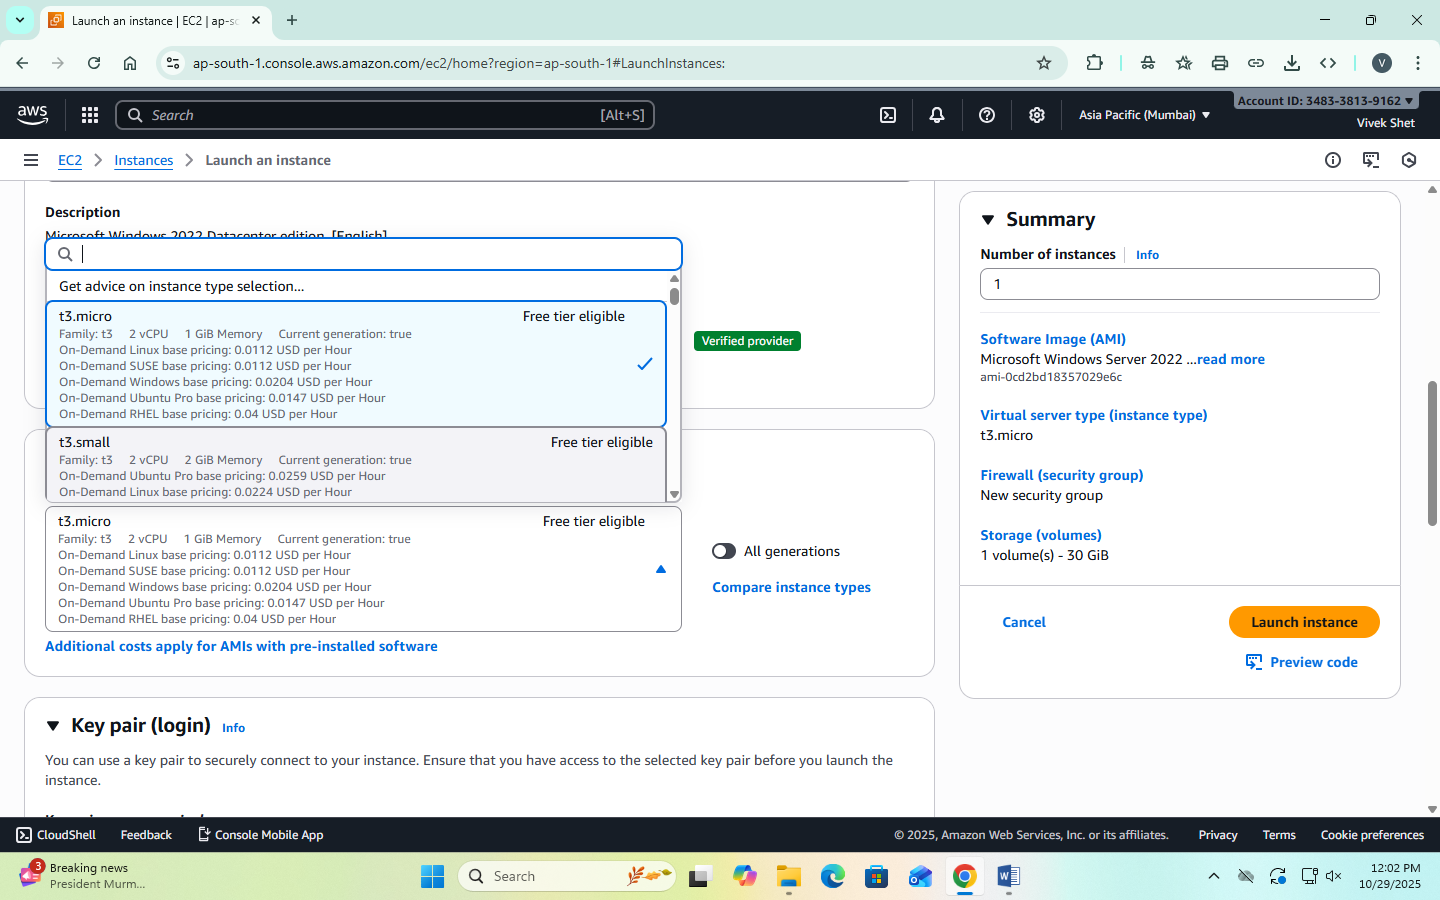 Launch an instance | EC2 | ap-so
ap-south-1.console.aws.amazon.com/ec2/home?region=ap-south-1#LaunchInstances:
V
aws
Search
[Alt+S]
Asia Pacific (Mumbai)
Account ID: 3483-3813-9162
Vivek Shet
EC2
Instances
Launch an instance
Description
Microsoft Windows 2022 Datacenter edition. [English]
Get advice on instance type selection...
t3.micro
Free tier eligible
Family: t3 2 vCPU 1 GiB Memory Current generation: true
On-Demand Linux base pricing: 0.0112 USD per Hour
On-Demand SUSE base pricing: 0.0112 USD per Hour
On-Demand Windows base pricing: 0.0204 USD per Hour
On-Demand Ubuntu Pro base pricing: 0.0147 USD per Hour
On-Demand RHEL base pricing: 0.04 USD per Hour
t3.small
Free tier eligible
Family: t3 2 vCPU 2 GiB Memory Current generation: true
On-Demand Ubuntu Pro base pricing: 0.0259 USD per Hour
On-Demand Linux base pricing: 0.0224 USD per Hour
Verified provider
t3.micro
Free tier eligible
Family: t3 2 vCPU 1 GiB Memory Current generation: true
On-Demand Linux base pricing: 0.0112 USD per Hour
On-Demand SUSE base pricing: 0.0112 USD per Hour
On-Demand Windows base pricing: 0.0204 USD per Hour
On-Demand Ubuntu Pro base pricing: 0.0147 USD per Hour
On-Demand RHEL base pricing: 0.04 USD per Hour
All generations
Compare instance types
Additional costs apply for AMIs with pre-installed software
Key pair (login)
Info
You can use a key pair to securely connect to your instance. Ensure that you have access to the selected key pair before you launch the
instance.
Summary
Number of instances
Info
1
Software Image (AMI)
Microsoft Windows Server 2022 ...read more
ami-0cd2bd18357029e6c
Virtual server type (instance type)
t3.micro
Firewall (security group)
New security group
Storage (volumes)
1 volume(s) - 30 GiB
Cancel
Launch instance
Preview code
CloudShell
Feedback
Console Mobile App
© 2025, Amazon Web Services, Inc. or its affiliates.
Privacy
Terms
Cookie preferences
3
Breaking news
President Murm...
Search
12:02 PM
10/29/2025